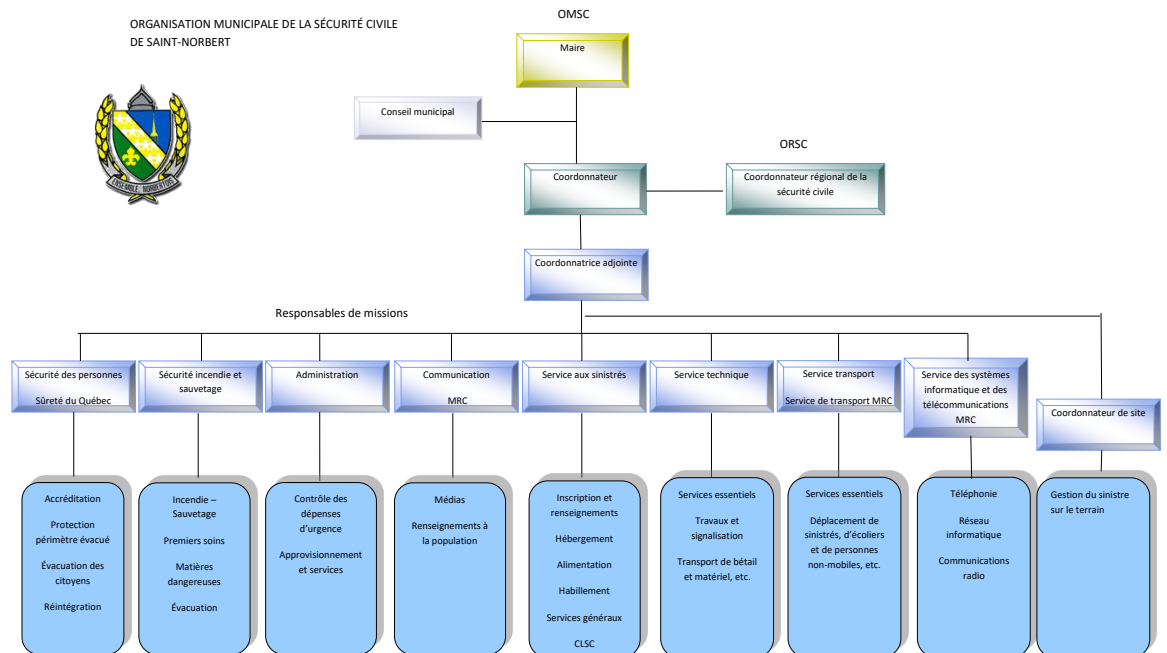 ORGANISATION MUNICIPALE DE LA SÉCURITÉ CIVILE
DE SAINT-NORBERT
OMSC
Maire
Conseil municipal
ENSEMBLE, NORBERTOIS
ORSC
Coordonnateur
Coordonnateur régional de la
sécurité civile
Coordonnatrice adjointe
Responsables de missions
Sécurité des personnes
Sûreté du Québec
Sécurité incendie et
sauvetage
Administration
Communication
MRC
Service aux sinistrés
Service technique
Service transport
Service de transport MRC
Service des systèmes
informatique et des
télécommunications
MRC
Coordonnateur de site
Accréditation
Protection
périmètre évacué
Évacuation des
citoyens
Réintégration
Incendie –
Sauvetage
Premiers soins
Matières
dangereuses
Évacuation
Contrôle des
dépenses
d'urgence
Approvisionnement
et services
Médias
Renseignements à
la population
Inscription et
renseignements
Hébergement
Alimentation
Habillement
Services généraux
CLSC
Services essentiels
Travaux et
signalisation
Transport de bétail
et matériel, etc.
Services essentiels
Déplacement de
sinistrés, d'écoliers
et de personnes
non-mobiles, etc.
Téléphonie
Réseau
informatique
Communications
radio
Gestion du sinistre
sur le terrain